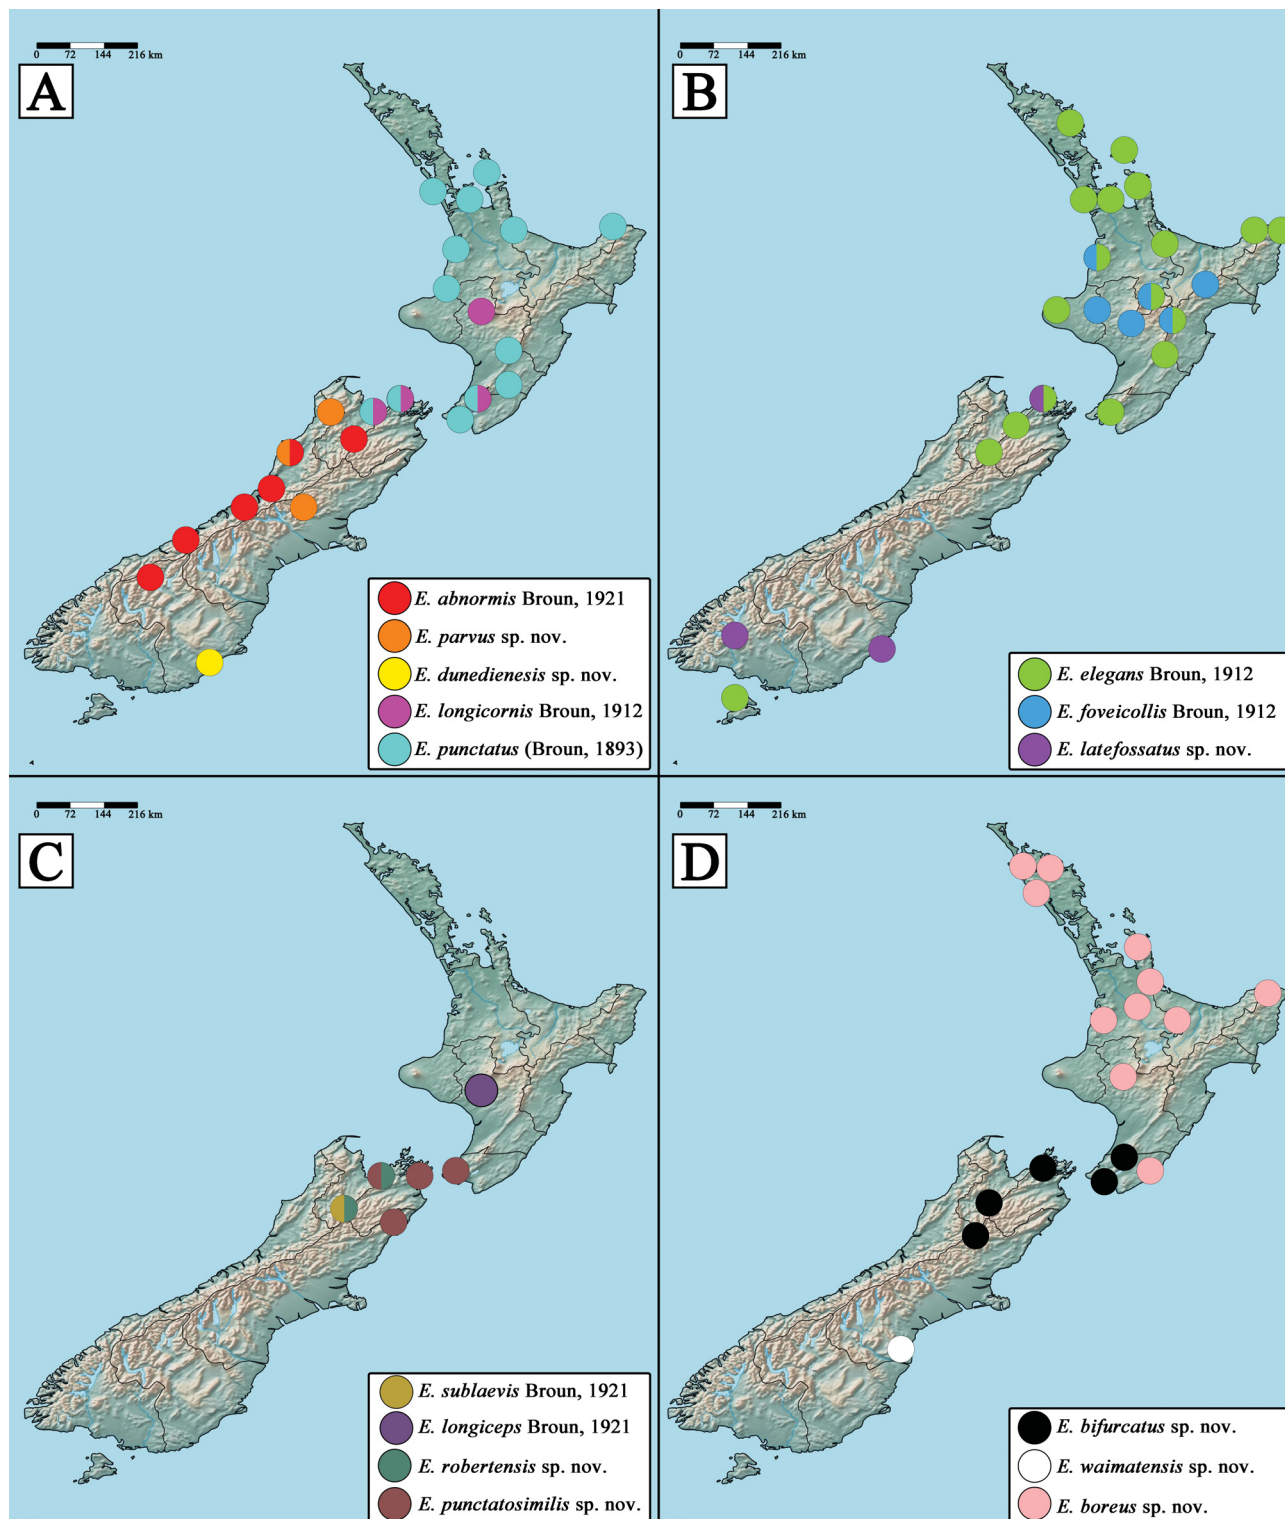 0 72 144 216 km
A
E. abnormis Broun, 1921
E. parvus sp. nov.
E. dunedienesis sp. nov.
E. longicornis Broun, 1912
E. punctatus (Broun, 1893)
0 72 144 216 km
B
E. elegans Broun, 1912
E. foveicollis Broun, 1912
E. latefossatus sp. nov.
0 72 144 216 km
C
E. sublaevis Broun, 1921
E. longiceps Broun, 1921
E. robertensis sp. nov.
E. punctatosimilis sp. nov.
0 72 144 216 km
D
E. bifurcatus sp. nov.
E. waimatensis sp. nov.
E. boreus sp. nov.